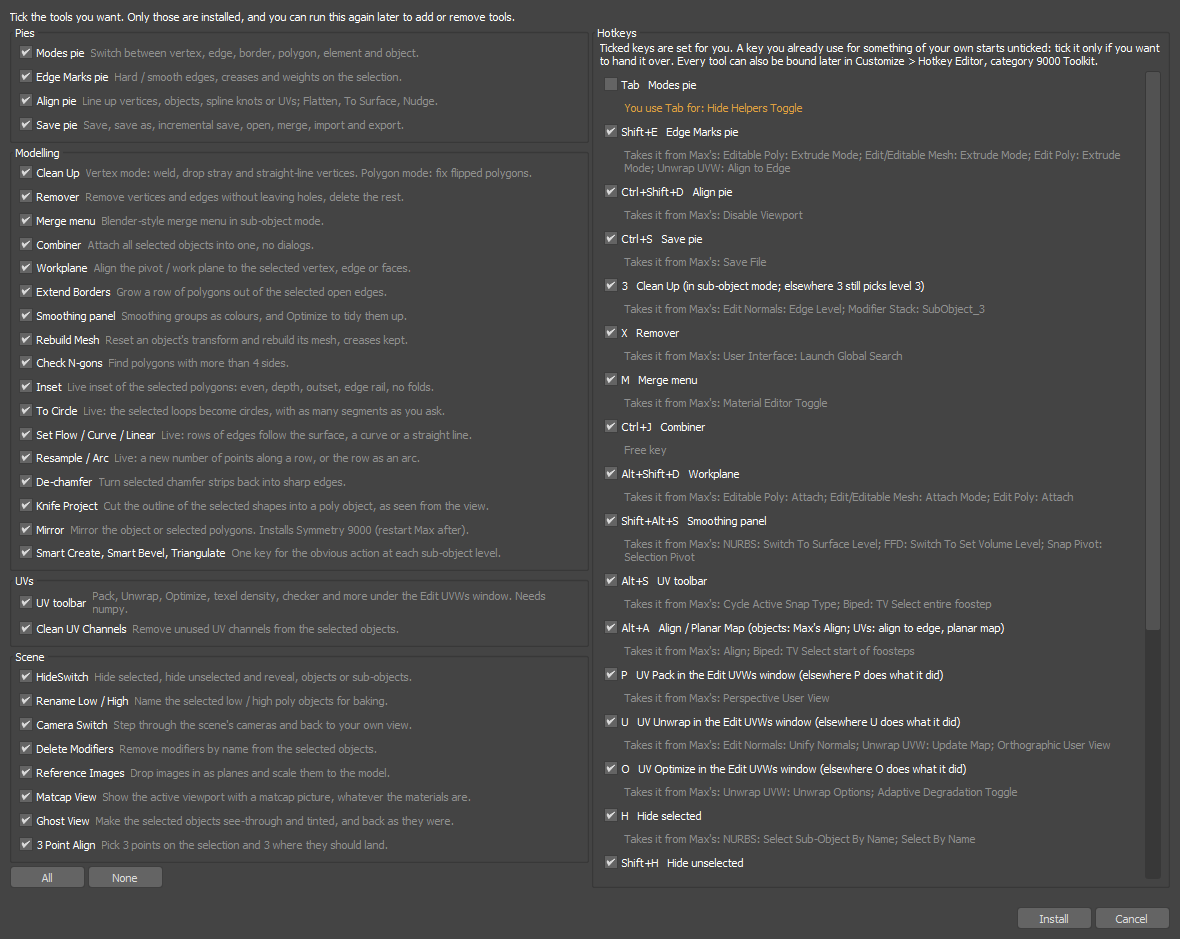 Tick the tools you want. Only those are installed, and you can run this again later to add or remove tools.
Pies
Modes pie Switch between vertex, edge, border, polygon, element and object.
Edge Marks pie Hard / smooth edges, creases and weights on the selection.
Align pie Line up vertices, objects, spline knots or UVs; Flatten, To Surface, Nudge.
Save pie Save, save as, incremental save, open, merge, import and export.
Modelling
Clean Up Vertex mode: weld, drop stray and straight-line vertices. Polygon mode: fix flipped polygons.
Remover Remove vertices and edges without leaving holes, delete the rest.
Merge menu Blender-style merge menu in sub-object mode.
Combiner Attach all selected objects into one, no dialogs.
Workplane Align the pivot / work plane to the selected vertex, edge or faces.
Extend Borders Grow a row of polygons out of the selected open edges.
Smoothing panel Smoothing groups as colours, and Optimize to tidy them up.
Rebuild Mesh Reset an object's transform and rebuild its mesh, creases kept.
Check N-gons Find polygons with more than 4 sides.
Inset Live inset of the selected polygons: even, depth, outset, edge rail, no folds.
To Circle Live: the selected loops become circles, with as many segments as you ask.
Set Flow / Curve / Linear Live: rows of edges follow the surface, a curve or a straight line.
Resample / Arc Live: a new number of points along a row, or the row as an arc.
De-chamfer Turn selected chamfer strips back into sharp edges.
Knife Project Cut the outline of the selected shapes into a poly object, as seen from the view.
Mirror Mirror the object or selected polygons. Installs Symmetry 9000 (restart Max after).
Smart Create, Smart Bevel, Triangulate One key for the obvious action at each sub-object level.
UVs
UV toolbar Pack, Unwrap, Optimize, texel density, checker and more under the Edit UVWs window. Needs
numpy.
Clean UV Channels Remove unused UV channels from the selected objects.
Scene
HideSwitch Hide selected, hide unselected and reveal, objects or sub-objects.
Rename Low / High Name the selected low / high poly objects for baking.
Camera Switch Step through the scene's cameras and back to your own view.
Delete Modifiers Remove modifiers by name from the selected objects.
Reference Images Drop images in as planes and scale them to the model.
Matcap View Show the active viewport with a matcap picture, whatever the materials are.
Ghost View Make the selected objects see-through and tinted, and back as they were.
3 Point Align Pick 3 points on the selection and 3 where they should land.
All
None
Hotkeys
Ticked keys are set for you. A key you already use for something of your own starts unticked: tick it only if you want
to hand it over. Every tool can also be bound later in Customize > Hotkey Editor, category 9000 Toolkit.
Tab Modes pie
You use Tab for: Hide Helpers Toggle
Shift+E Edge Marks pie
Takes it from Max's: Editable Poly: Extrude Mode; Edit/Editable Mesh: Extrude Mode; Edit Poly: Extrude
Mode; Unwrap UVW: Align to Edge
Ctrl+Shift+D Align pie
Takes it from Max's: Disable Viewport
Ctrl+S Save pie
Takes it from Max's: Save File
3 Clean Up (in sub-object mode; elsewhere 3 still picks level 3)
Takes it from Max's: Edit Normals: Edge Level; Modifier Stack: SubObject_3
X Remover
Takes it from Max's: User Interface: Launch Global Search
M Merge menu
Takes it from Max's: Material Editor Toggle
Ctrl+J Combiner
Free key
Alt+Shift+D Workplane
Takes it from Max's: Editable Poly: Attach; Edit/Editable Mesh: Attach Mode; Edit Poly: Attach
Shift+Alt+S Smoothing panel
Takes it from Max's: NURBS: Switch To Surface Level; FFD: Switch To Set Volume Level; Snap Pivot:
Selection Pivot
Alt+S UV toolbar
Takes it from Max's: Cycle Active Snap Type; Biped: TV Select entire foostep
Alt+A Align / Planar Map (objects: Max's Align; UVs: align to edge, planar map)
Takes it from Max's: Align; Biped: TV Select start of foosteps
P UV Pack in the Edit UVWs window (elsewhere P does what it did)
Takes it from Max's: Perspective User View
U UV Unwrap in the Edit UVWs window (elsewhere U does what it did)
Takes it from Max's: Edit Normals: Unify Normals; Unwrap UVW: Update Map; Orthographic User View
O UV Optimize in the Edit UVWs window (elsewhere O does what it did)
Takes it from Max's: Unwrap UVW: Unwrap Options; Adaptive Degradation Toggle
H Hide selected
Takes it from Max's: NURBS: Select Sub-Object By Name; Select By Name
Shift+H Hide unselected
Install
Cancel